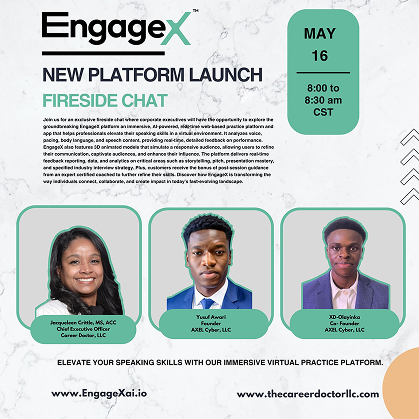 EngageX™
MAY
16
8:00 to
8:30 am
CST
NEW PLATFORM LAUNCH
FIRESIDE CHAT
Join us for an exclusive fireside chat where corporate executives will have the opportunity to explore the
groundbreaking EngageX platform an immersive, AI-powered, real-time web-based practice platform and
app that helps professionals elevate their speaking skills in a virtual environment. It analyzes voice,
pacing, body language, and speech content, providing real-time, detailed feedback on performance.
EngageX also features 3D animated models that simulate a responsive audience, allowing users to refine
their communication, captivate audiences, and enhance their influence. The platform delivers real-time
feedback reporting, data, and analytics on critical areas such as storytelling, pitch, presentation mastery,
and specified industry interview strategy. Plus, customers receive the bonus of post-session guidance
from an expert certified coached to further refine their skills. Discover how EngageX is transforming the
way individuals connect, collaborate, and create impact in today's fast-evolving landscape.
Jacqueleen Crittle, MS, ACC
Chief Executive Officer
Career Doctor, LLC
Yusuf Awari
Founder
AXEL Cyber, LLC
XD-Olayinka
Co- Founder
AXEL Cyber, LLC
ELEVATE YOUR SPEAKING SKILLS WITH OUR IMMERSIVE VIRTUAL PRACTICE PLATFORM.
www.EngageXai.io
www.thecareerdoctorllc.com